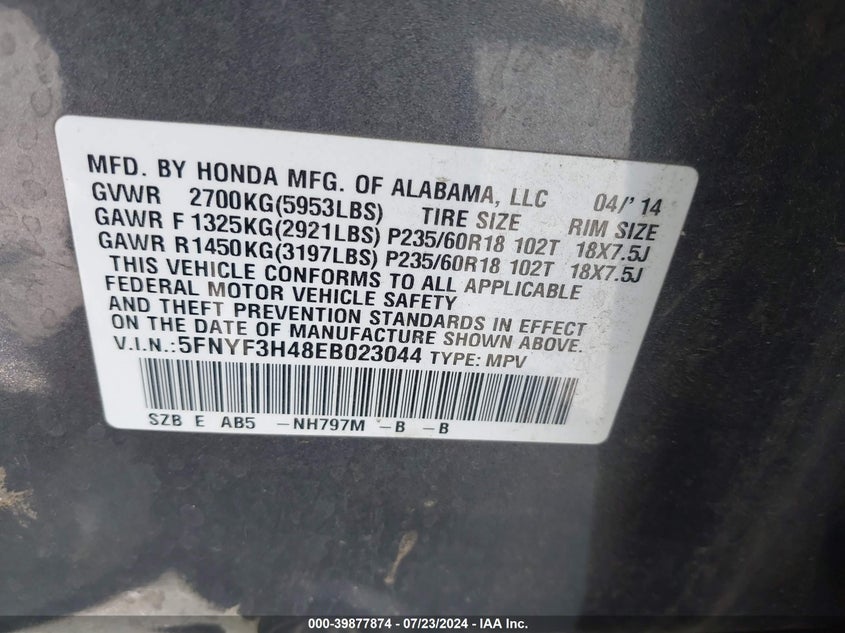 MFD. BY HONDA MFG. OF ALABAMA, LLC 04/'14
GVWR 2700KG(5953LBS) TIRE SIZE RIM SIZE
GAWR F 1325KG(2921LBS) P235/60R18 102T 18X7.5J
GAWR R1450KG(3197LBS) P235/60R18 102T 18X7.5J
THIS VEHICLE CONFORMS TO ALL APPLICABLE
FEDERAL MOTOR VEHICLE SAFETY
AND THEFT PREVENTION STANDARDS IN EFFECT
ON THE DATE OF MANUFACTURE SHOWN ABOVE.
V.I.N.:5FNYF3H48EB023044 TYPE: MPV
SZB E AB5 -NH797M -B -B
000-39877874 - 07/23/2024 - IAA Inc.